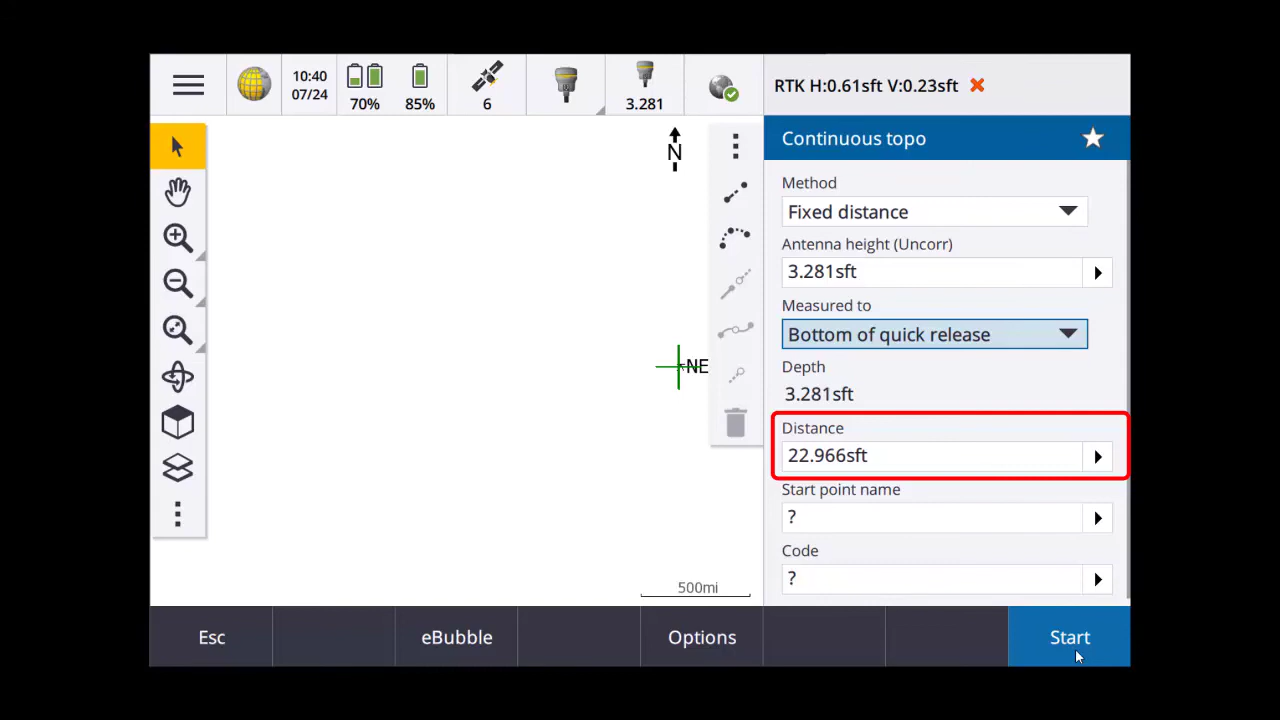 10:40
07/24
70%
85%
6
3.281
RTK H:0.61sft V:0.23sft
Continuous topo
Method
Fixed distance
Antenna height (Uncorr)
3.281sft
Measured to
Bottom of quick release
Depth
3.281sft
Distance
22.966sft
Start point name
?
Code
?
N
NE
500mi
Esc
eBubble
Options
Start